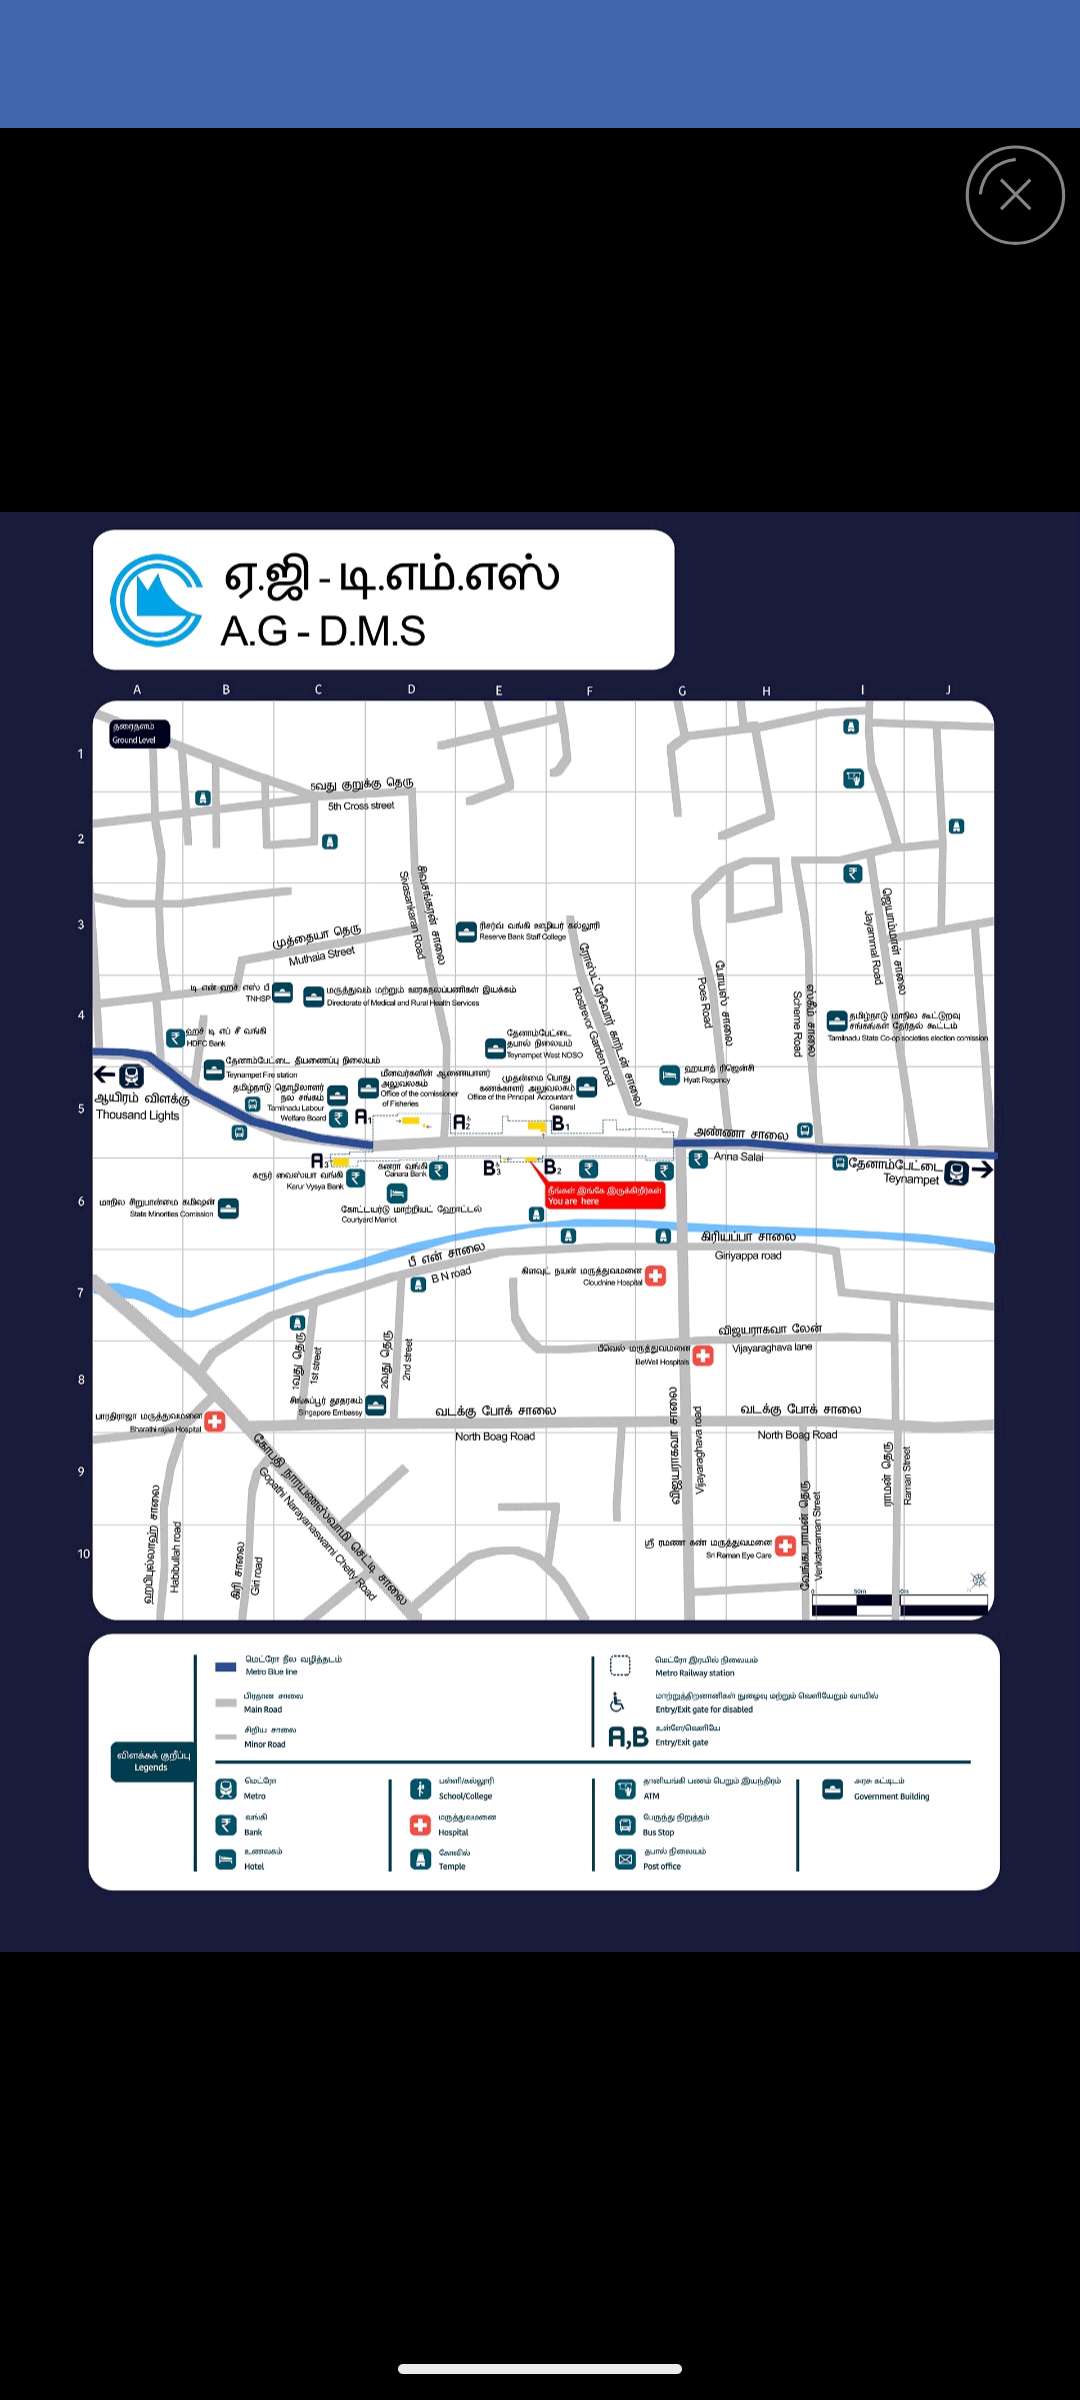 ஏ.ஜி - டி.எம்.எஸ்
A.G - D.M.S
A B C D E F G H I J
1
2
3
4
5
6
7
8
9
10
தரைதளம்
Ground Level
5வது குறுக்கு தெரு
5th Cross street
சிவசங்கரன் சாலை
Sivasankaran Road
முத்தையா தெரு
Muthaia Street
ரிசர்வ் வங்கி ஊழியர் கல்லூரி
Reserve Bank Staff College
ரோஸ்ட்ரேவோர் கார்டன் சாலை
Rostrevor Garden road
போயஸ் சாலை
Poes Road
ஸ்கீம் சாலை
Scheme Road
ஜெயாம்மாள் சாலை
Jayammal Road
டி என் ஹச் எஸ் பி
TNHSP
மருத்துவம் மற்றும் ஊரகநலப்பணிகள் இயக்கம்
Directorate of Medical and Rural Health Services
ஹச் டி எப் சீ வங்கி
HDFC Bank
தேனாம்பேட்டை தீயணைப்பு நிலையம்
Teynampet Fire station
தமிழ்நாடு தொழிலாளர்
நல சங்கம்
Tamilnadu Labour
Welfare Board
மீனவர்களின் ஆணையாளர்
அலுவலகம்
Office of the comissioner
of Fisheries
தேனாம்பேட்டை
தபால் நிலையம்
Teynampet West NDSO
முதன்மை பொது
கணக்காளர் அலுவலகம்
Office of the Principal Accountant
General
ஹயாத் ரிஜென்சி
Hyatt Regency
தமிழ்நாடு மாநில கூட்டுறவு
சங்கங்கள் தேர்தல் கூட்டம்
Tamilnadu State Co-op societies election comission
ஆயிரம் விளக்கு
Thousand Lights
A1
A2
B1
A3
B3
B2
அண்ணா சாலை
Anna Salai
தேனாம்பேட்டை
Teynampet
கரூர் வைஸ்யா வங்கி
Karur Vysya Bank
கனரா வங்கி
Canara Bank
நீங்கள் இங்கே இருக்கிறீர்கள்
You are here
மாநில சிறுபான்மை கமிஷன்
State Minorities Comission
கோட்டயர்டு மாற்றியட் ஹோட்டல்
Courtyard Marriot
கிரியப்பா சாலை
Giriyappa road
பீ என் சாலை
B N road
கிளவுட் நயன் மருத்துவமனை
Cloudnine Hospital
விஜயராகவா லேன்
Vijayaraghava lane
பீவெல் மருத்துவமனை
BeWell Hospitals
1வது தெரு
1st street
2வது தெரு
2nd street
சிங்கப்பூர் தூதரகம்
Singapore Embassy
பாரதிராஜா மருத்துவமனை
Bharathi rajaa Hospital
வடக்கு போக் சாலை
North Boag Road
வடக்கு போக் சாலை
North Boag Road
விஜயராகவா சாலை
Vijayaraghava road
ராமன் தெரு
Raman Street
ஹபிபுல்லாஹ் சாலை
Habibullah road
கிரி சாலை
Giri road
கோபதி நாரயணஸ்வாமி செட்டி சாலை
Gopathi Narayanaswami Chetty Road
ஸ்ரீ ரமண கண் மருத்துவமனை
Sri Raman Eye Care
வேங்கடராமன் தெரு
Venkataraman Street
0 50m
விளக்கக் குறிப்பு
Legends
மெட்ரோ நீல வழித்தடம்
Metro Blue line
பிரதான சாலை
Main Road
சிறிய சாலை
Minor Road
மெட்ரோ இரயில் நிலையம்
Metro Railway station
மாற்றுத்திறனாளிகள் நுழைவு மற்றும் வெளியேறும் வாயில்
Entry/Exit gate for disabled
A,B
உள்ளே/வெளியே
Entry/Exit gate
மெட்ரோ
Metro
வங்கி
Bank
உணவகம்
Hotel
பள்ளி/கல்லூரி
School/College
மருத்துவமனை
Hospital
கோவில்
Temple
தானியங்கி பணம் பெறும் இயந்திரம்
ATM
பேருந்து நிறுத்தம்
Bus Stop
தபால் நிலையம்
Post office
அரசு கட்டிடம்
Government Building